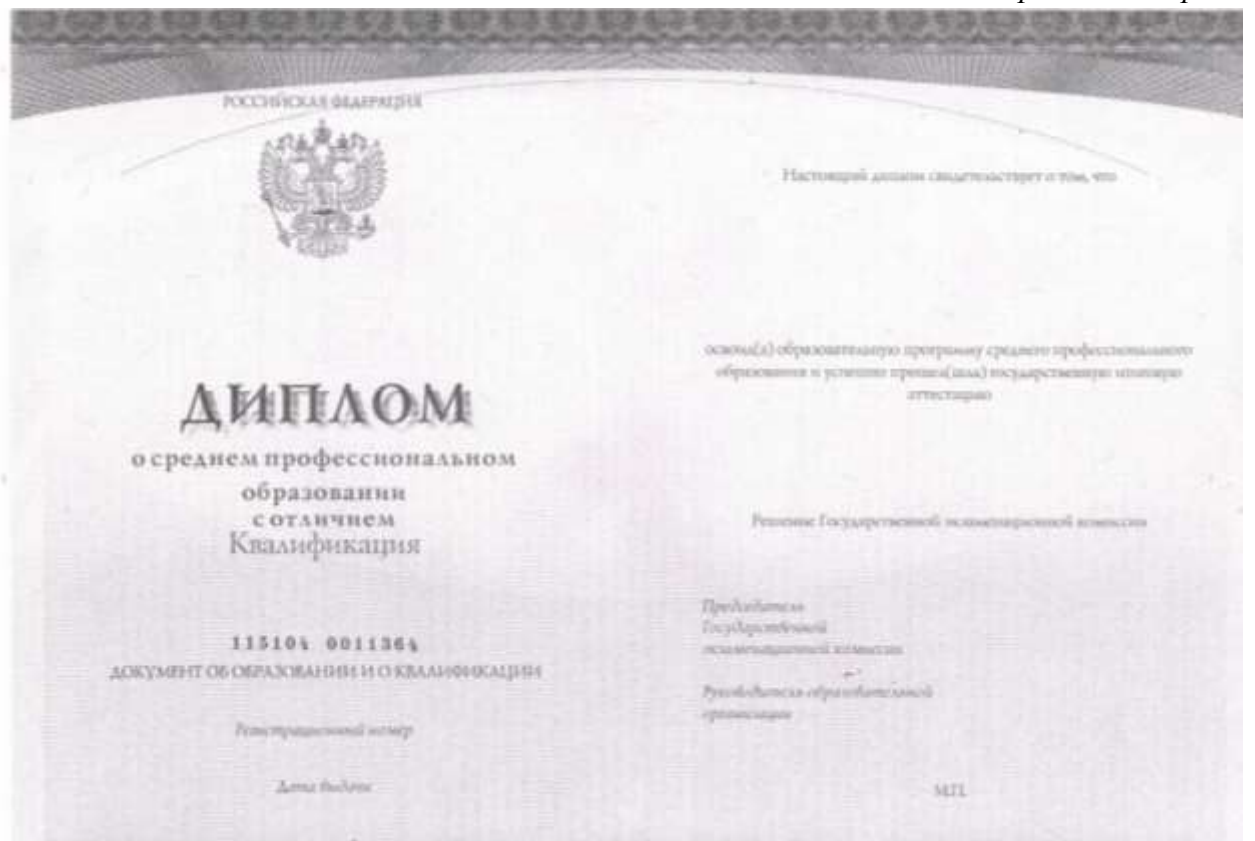 РОССИЙСКАЯ ФЕДЕРАЦИЯ
ДИПЛОМ
о среднем профессиональном
образовании
с отличием
Квалификация
115104 0011364
ДОКУМЕНТ ОБ ОБРАЗОВАНИИ И О КВАЛИФИКАЦИИ
Регистрационный номер
Дата выдачи
Настоящий диплом свидетельствует о том, что
освоил(а) образовательную программу среднего профессионального
образования и успешно прошел(шла) государственную итоговую
аттестацию
Решение Государственной экзаменационной комиссии
Председатель
Государственной
экзаменационной комиссии
Руководитель образовательной
организации
М.П.